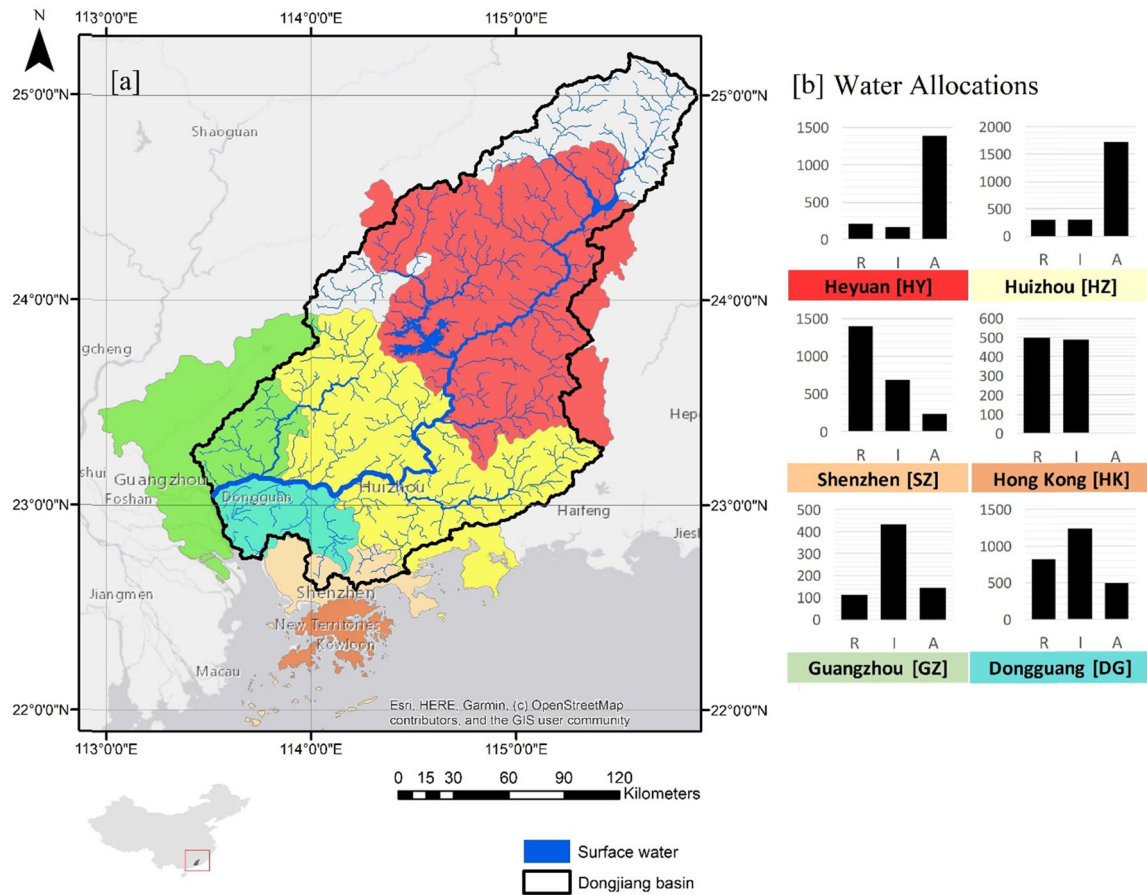 N
113°0'0"E 114°0'0"E 115°0'0"E
[a]
25°0'0"N 25°0'0"N
Shaoguan
24°0'0"N 24°0'0"N
gcheng
Hepe
shui Guangzhou
Foshan
Dongguan
Huizhou
23°0'0"N 23°0'0"N
Harfeng
Jiesh
Jiangmen
Shenzhen
New Territories
Kowloon
Macau
22°0'0"N 22°0'0"N
Esri, HERE, Garmin, (c) OpenStreetMap
contributors, and the GIS user community
113°0'0"E 114°0'0"E 115°0'0"E
0 15 30 60 90 120
Kilometers
Surface water
Dongjiang basin
[b] Water Allocations
1500
1000
500
0
R I A
Heyuan [HY]
2000
1500
1000
500
0
R I A
Huizhou [HZ]
1500
1000
500
0
R I A
Shenzhen [SZ]
600
500
400
300
200
100
0
R I A
Hong Kong [HK]
500
400
300
200
100
0
R I A
Guangzhou [GZ]
1500
1000
500
0
R I A
Dongguang [DG]